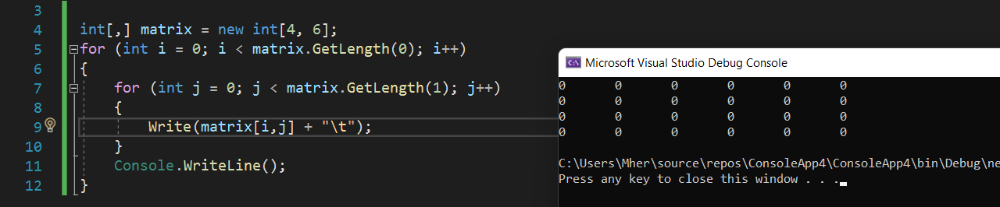 3
4 int[,] matrix = new int[4, 6];
5 for (int i = 0; i < matrix.GetLength(0); i++)
6 {
7 for (int j = 0; j < matrix.GetLength(1); j++)
8 {
9 Write(matrix[i,j] + "\t");
10 }
11 Console.WriteLine();
12 }
C:\ Microsoft Visual Studio Debug Console
0 0 0 0 0 0
0 0 0 0 0 0
0 0 0 0 0 0
0 0 0 0 0 0
C:\Users\Mher\source\repos\ConsoleApp4\ConsoleApp4\bin\Debug\ne
Press any key to close this window . . .